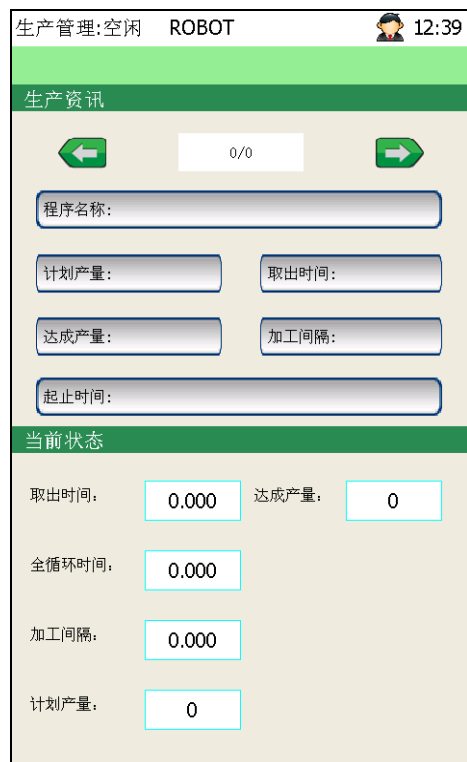 生产管理:空闲 ROBOT 12:39
生产资讯
0/0
程序名称:
计划产量: 取出时间:
达成产量: 加工间隔:
起止时间:
当前状态
取出时间: 0.000 达成产量: 0
全循环时间: 0.000
加工间隔: 0.000
计划产量: 0